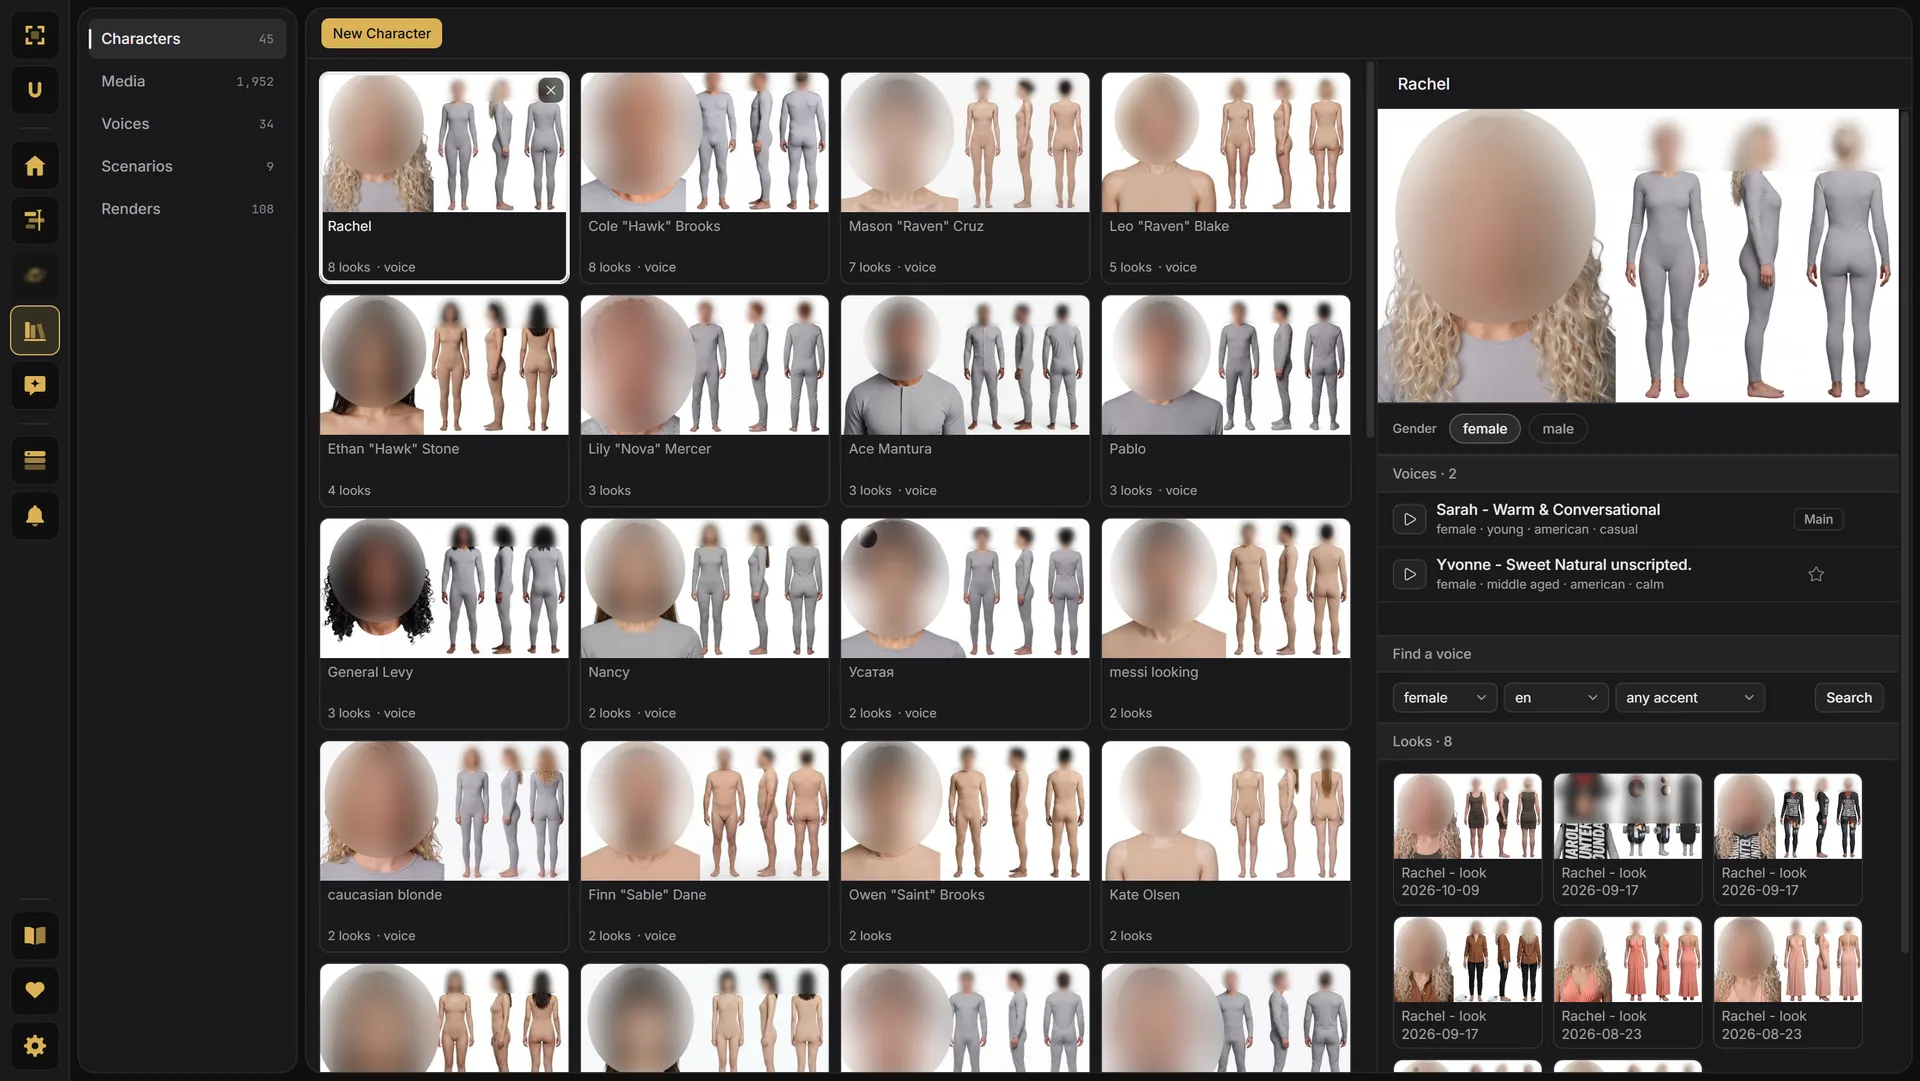 Characters 45
Media 1,952
Voices 34
Scenarios 9
Renders 108
New Character
Rachel
8 looks · voice
Cole "Hawk" Brooks
8 looks · voice
Mason "Raven" Cruz
7 looks · voice
Leo "Raven" Blake
5 looks · voice
Ethan "Hawk" Stone
4 looks
Lily "Nova" Mercer
3 looks
Ace Mantura
3 looks · voice
Pablo
3 looks · voice
General Levy
3 looks · voice
Nancy
2 looks · voice
Усатая
2 looks · voice
messi looking
2 looks
caucasian blonde
2 looks · voice
Finn "Sable" Dane
2 looks · voice
Owen "Saint" Brooks
2 looks
Kate Olsen
2 looks
Rachel
Gender female male
Voices · 2
Sarah - Warm & Conversational
female · young · american · casual
Main
Yvonne - Sweet Natural unscripted.
female · middle aged · american · calm
Find a voice
female en any accent Search
Looks · 8
Rachel - look
2026-10-09
Rachel - look
2026-09-17
Rachel - look
2026-09-17
Rachel - look
2026-09-17
Rachel - look
2026-08-23
Rachel - look
2026-08-23